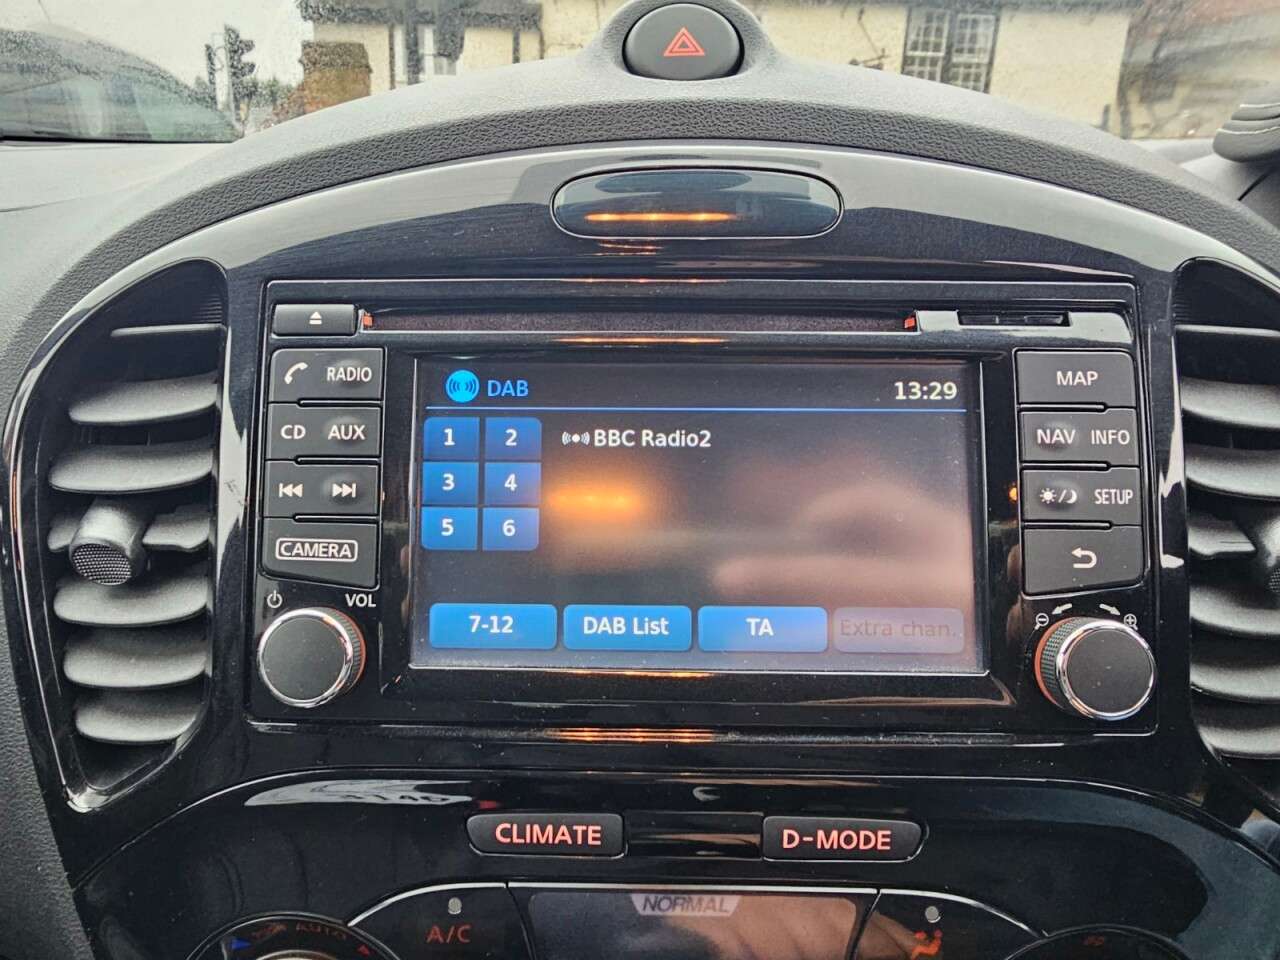 DAB
13:29
1 2
BBC Radio2
3 4
5 6
7-12
DAB List
TA
Extra chan.
RADIO
CD AUX
CAMERA
VOL
MAP
NAV INFO
SETUP
CLIMATE
D-MODE
NORMAL
A/C
AUTO